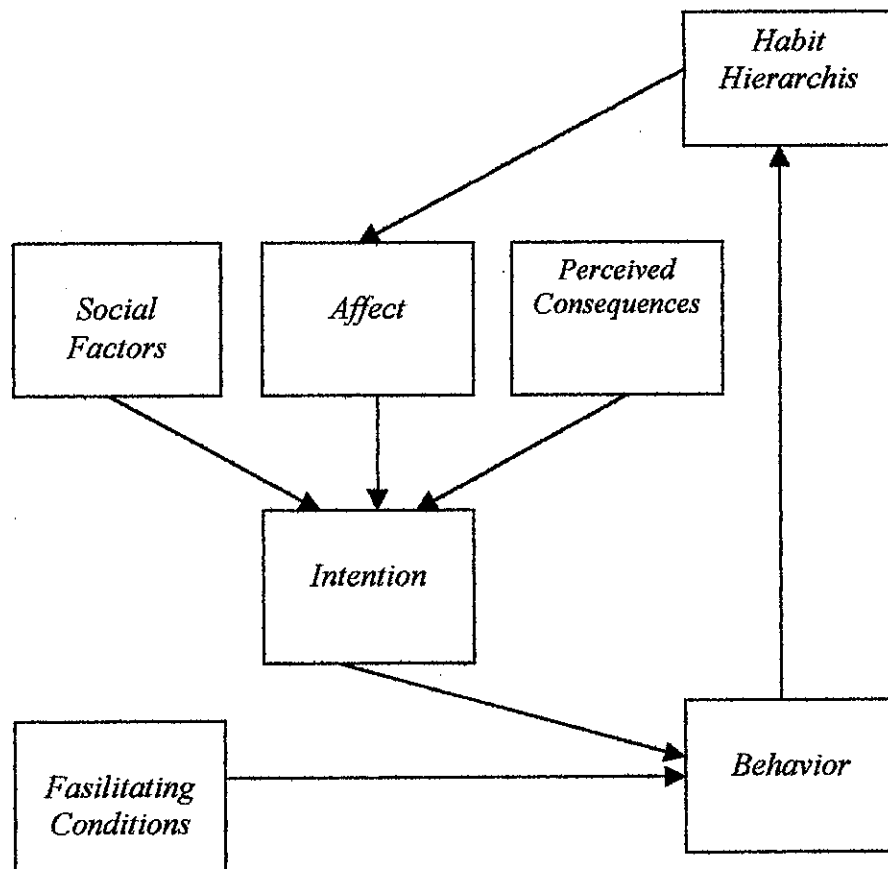 Habit
Hierarchis
Social
Factors
Affect
Perceived
Consequences
Intention
Fasilitating
Conditions
Behavior